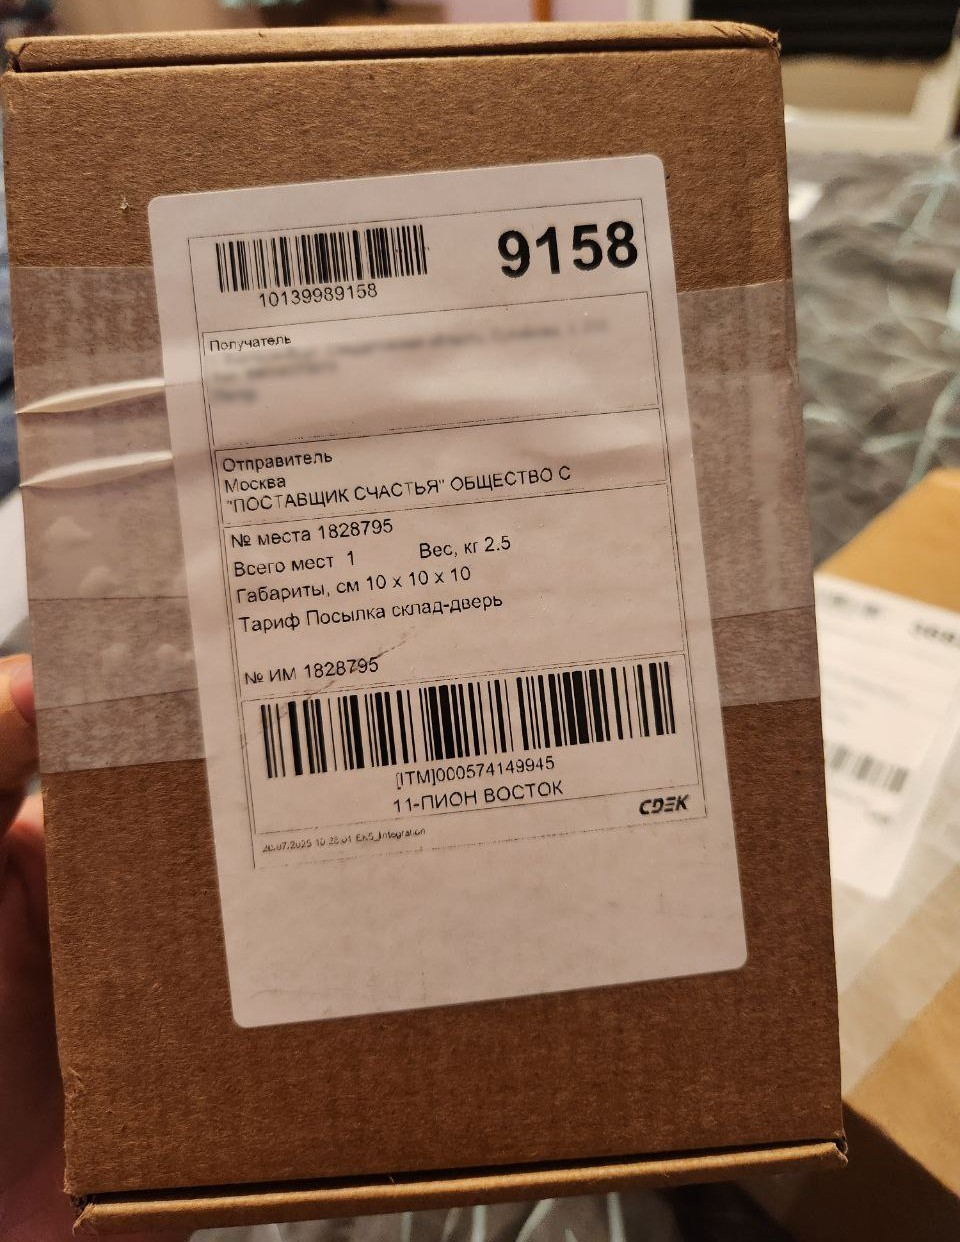 9158
10139989158
Получатель
Отправитель
Москва
"ПОСТАВЩИК СЧАСТЬЯ" ОБЩЕСТВО С
№ места 1828795
Всего мест 1 Вес, кг 2.5
Габариты, см 10 x 10 x 10
Тариф Посылка склад-дверь
№ ИМ 1828795
[ITM]000574149945
11-ПИОН ВОСТОК
CDEK